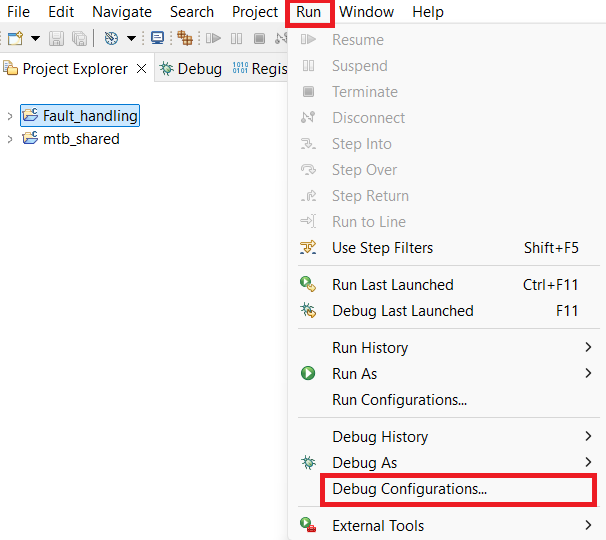 File Edit Navigate Search Project Run Window Help
Project Explorer Debug 1010 0101 Regis
Fault_handling
mtb_shared
Resume
Suspend
Terminate
Disconnect
Step Into
Step Over
Step Return
Run to Line
Use Step Filters Shift+F5
Run Last Launched Ctrl+F11
Debug Last Launched F11
Run History
Run As
Run Configurations...
Debug History
Debug As
Debug Configurations...
External Tools